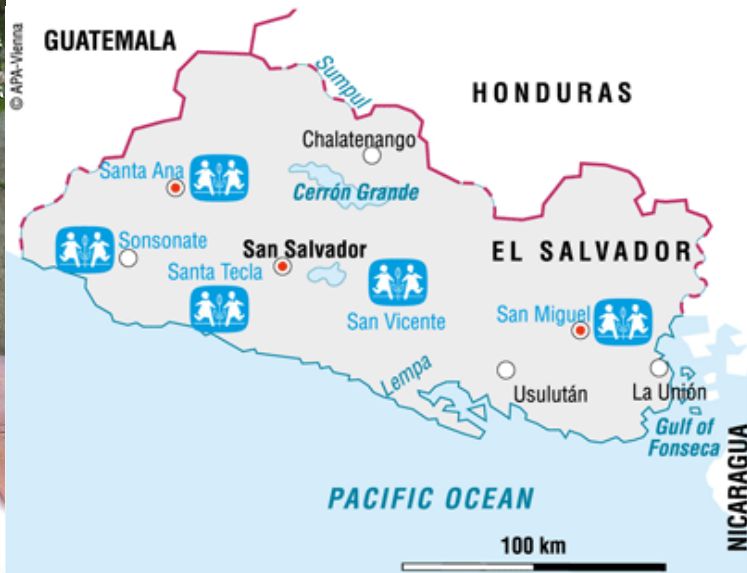 © APA-Vienna
GUATEMALA
Sumpul
HONDURAS
Chalatenango
Santa Ana
Cerrón Grande
Sonsonate
San Salvador
EL SALVADOR
Santa Tecla
San Vicente
San Miguel
Lempa
Usulután
La Unión
Gulf of
Fonseca
NICARAGUA
PACIFIC OCEAN
100 km